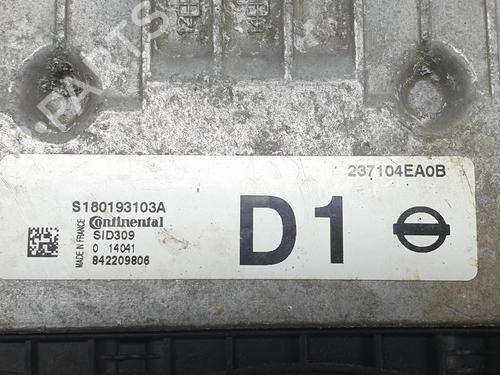 237104EA0B
S180193103A
Continental
MADE IN FRANCE
SID309
0 14041
842209806
D1